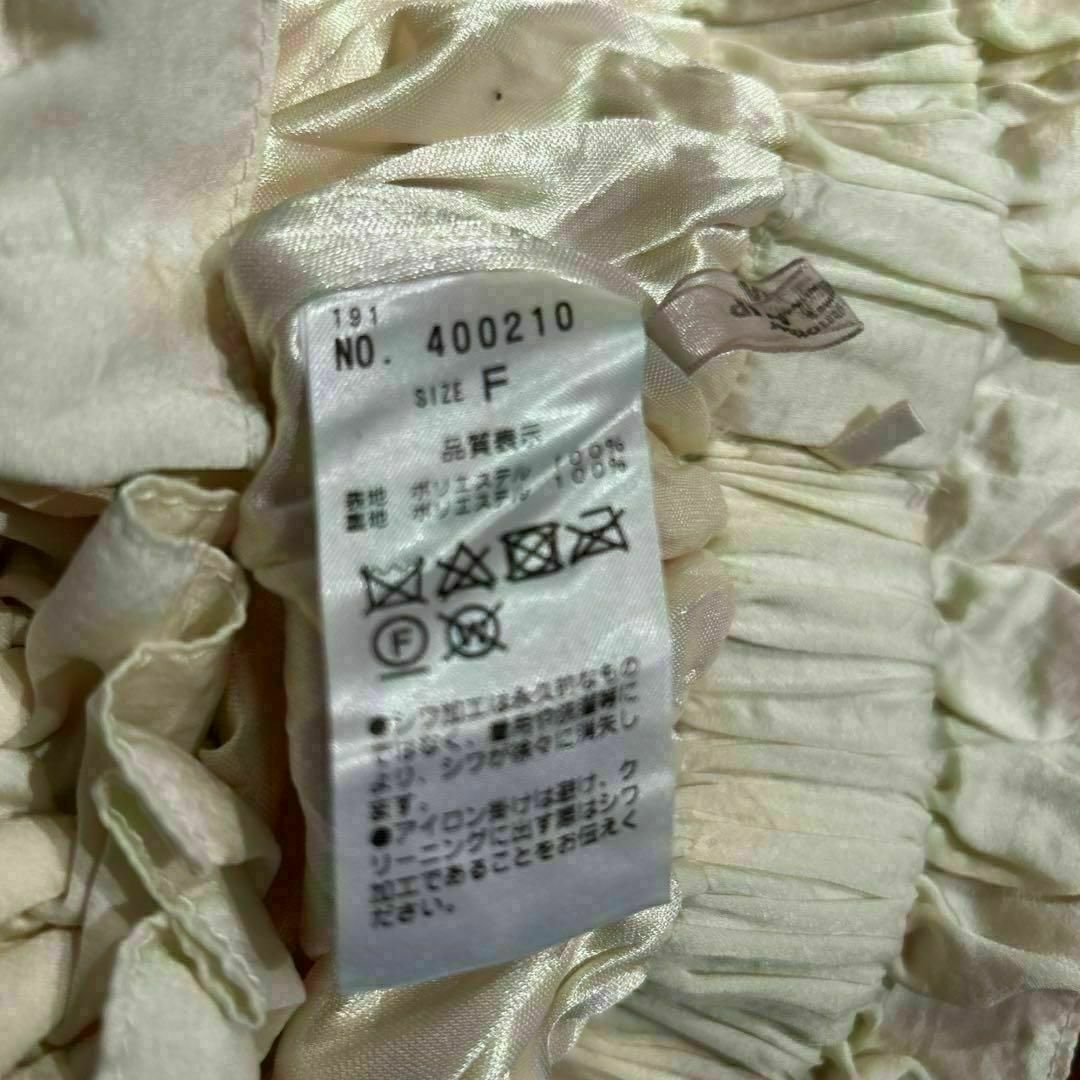 191
NO. 400210
SIZE F
品質表示
表地 ポリエステル 100%
裏地 ポリエステル 100%
F
W
●シワ加工は永久的なもの
ではなく、着用や洗濯等に
より、シワが徐々に消失し
ます。
●アイロン掛けは避け、ク
リーニングに出す際はシワ
加工であることをお伝えく
ださい。